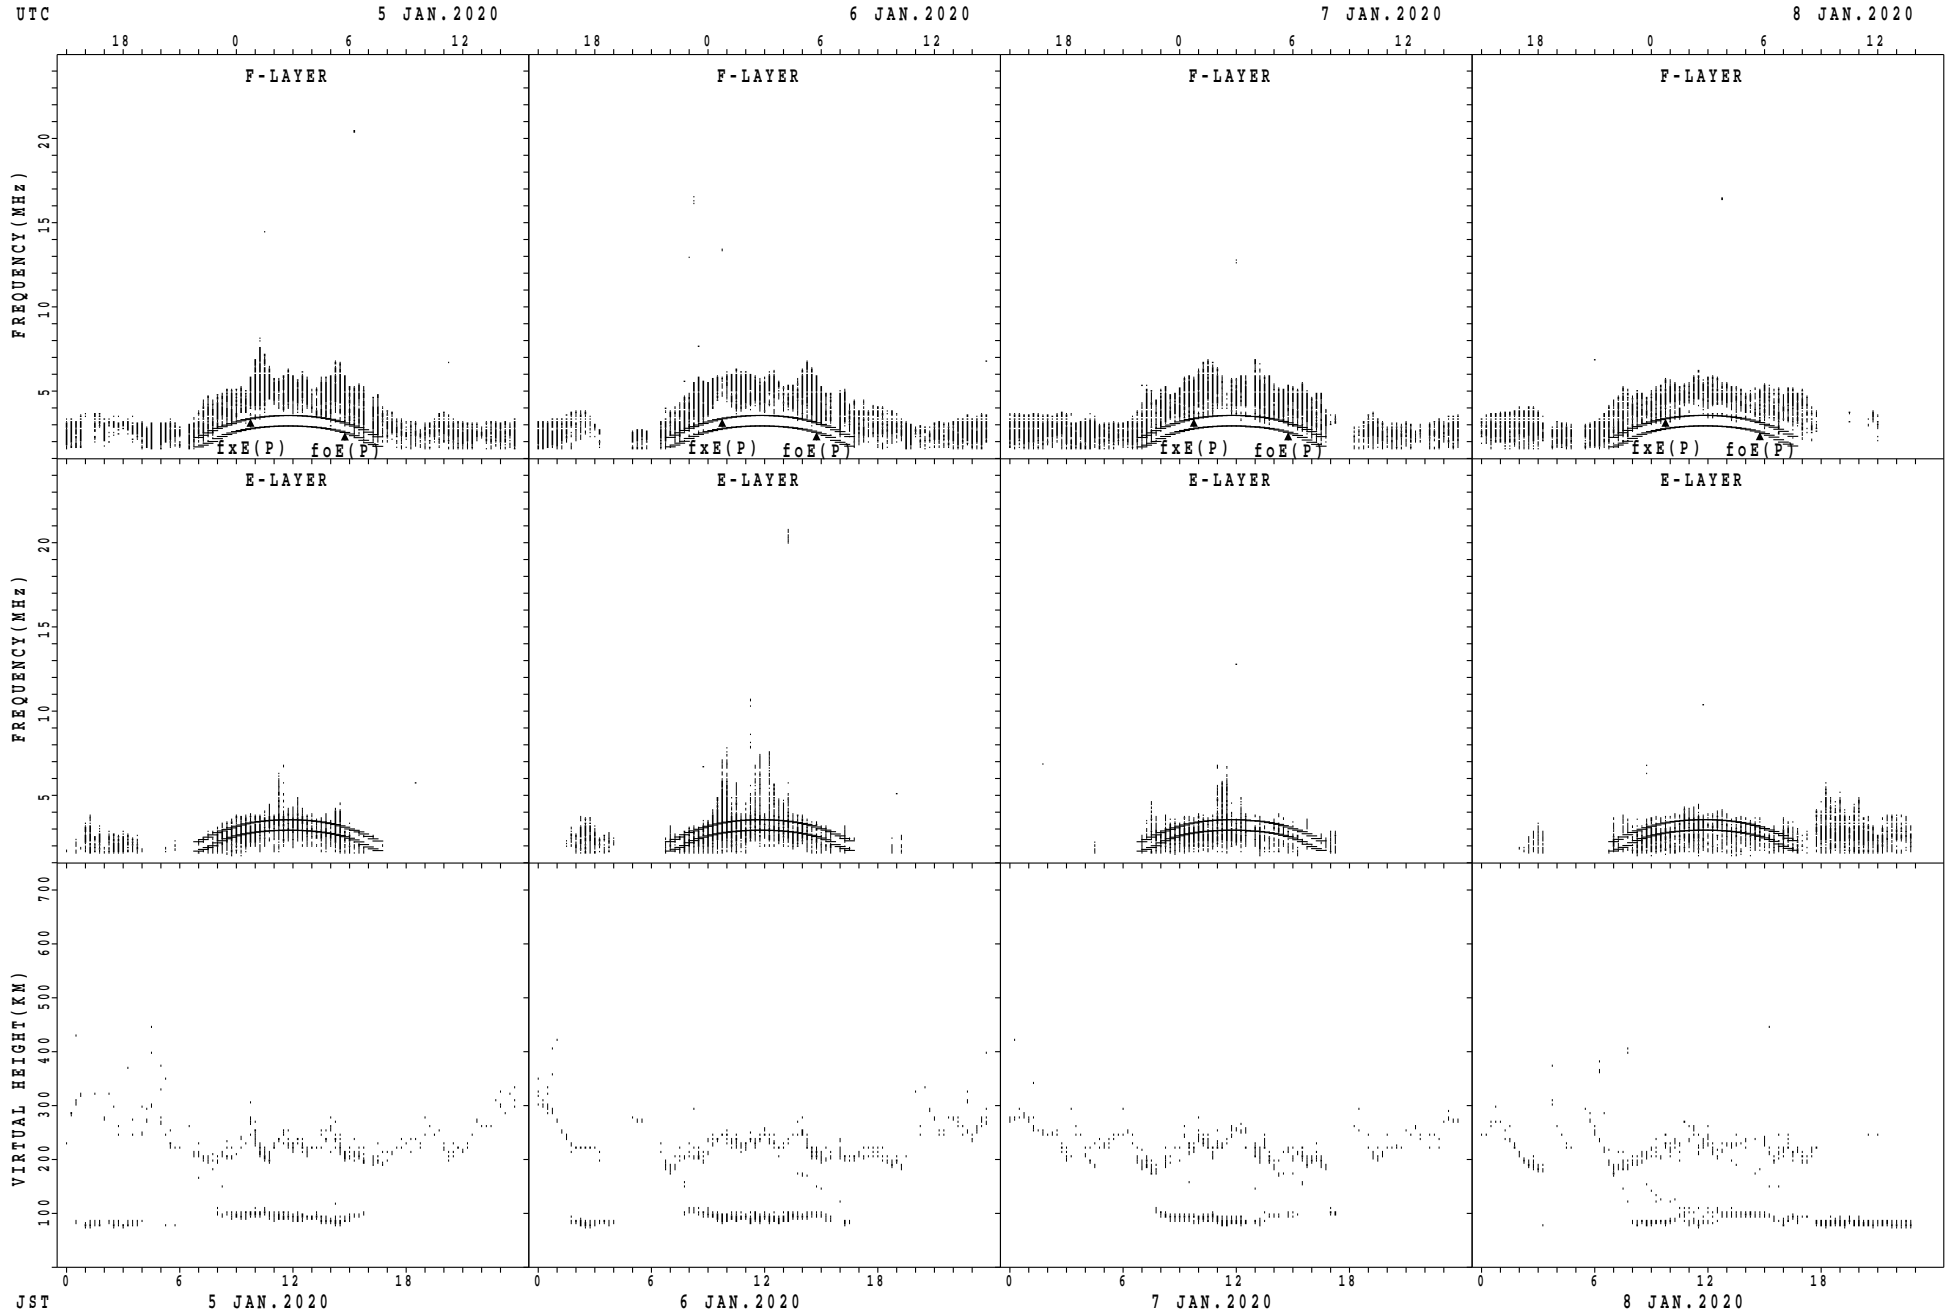 UTC 5 JAN.2020 6 JAN.2020 7 JAN.2020 8 JAN.2020
18 0 6 12 18 0 6 12 18 0 6 12 18 0 6 12
F-LAYER F-LAYER F-LAYER F-LAYER
FREQUENCY(MHz)
20
15
10
5
fxE(P) foE(P) fxE(P) foE(P) fxE(P) foE(P) fxE(P) foE(P)
E-LAYER E-LAYER E-LAYER E-LAYER
FREQUENCY(MHz)
20
15
10
5
VIRTUAL HEIGHT(KM)
700
600
500
400
300
200
100
0 6 12 18 0 6 12 18 0 6 12 18 0 6 12 18
JST 5 JAN.2020 6 JAN.2020 7 JAN.2020 8 JAN.2020